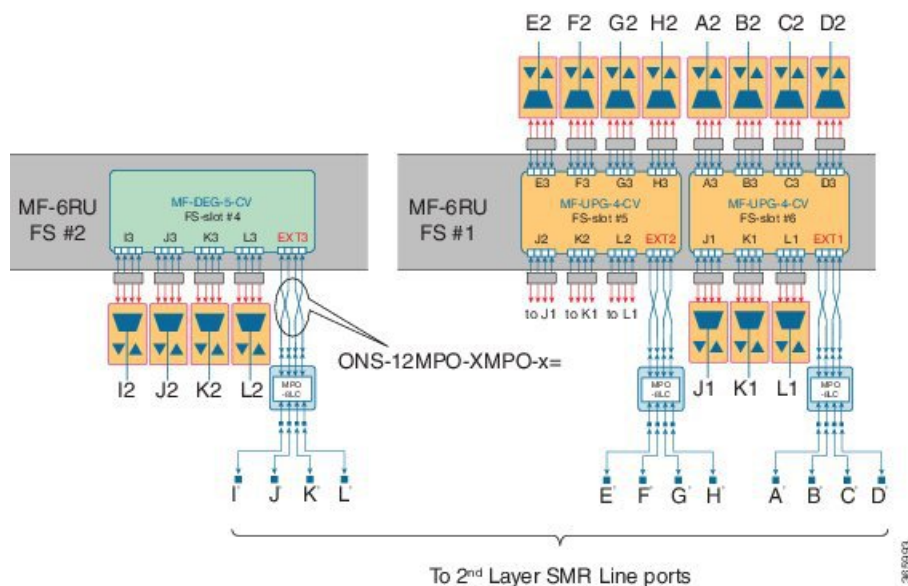 E2 F2 G2 H2 A2 B2 C2 D2
MF-6RU
FS #2
MF-DEG-5-CV
FS-slot #4
I3 J3 K3 L3 EXT3
MF-6RU
FS #1
E3 F3 G3 H3
MF-UPG-4-CV
FS-slot #5
J2 K2 L2 EXT2
A3 B3 C3 D3
MF-UPG-4-CV
FS-slot #6
J1 K1 L1 EXT1
to J1 to K1 to L1
ONS-12MPO-XMPO-x=
I2 J2 K2 L2
MPO
-8LC
J1 K1 L1
MPO
-8LC
MPO
-8LC
I' J' K' L'
E' F' G' H'
A' B' C' D'
To 2nd Layer SMR Line ports
365993